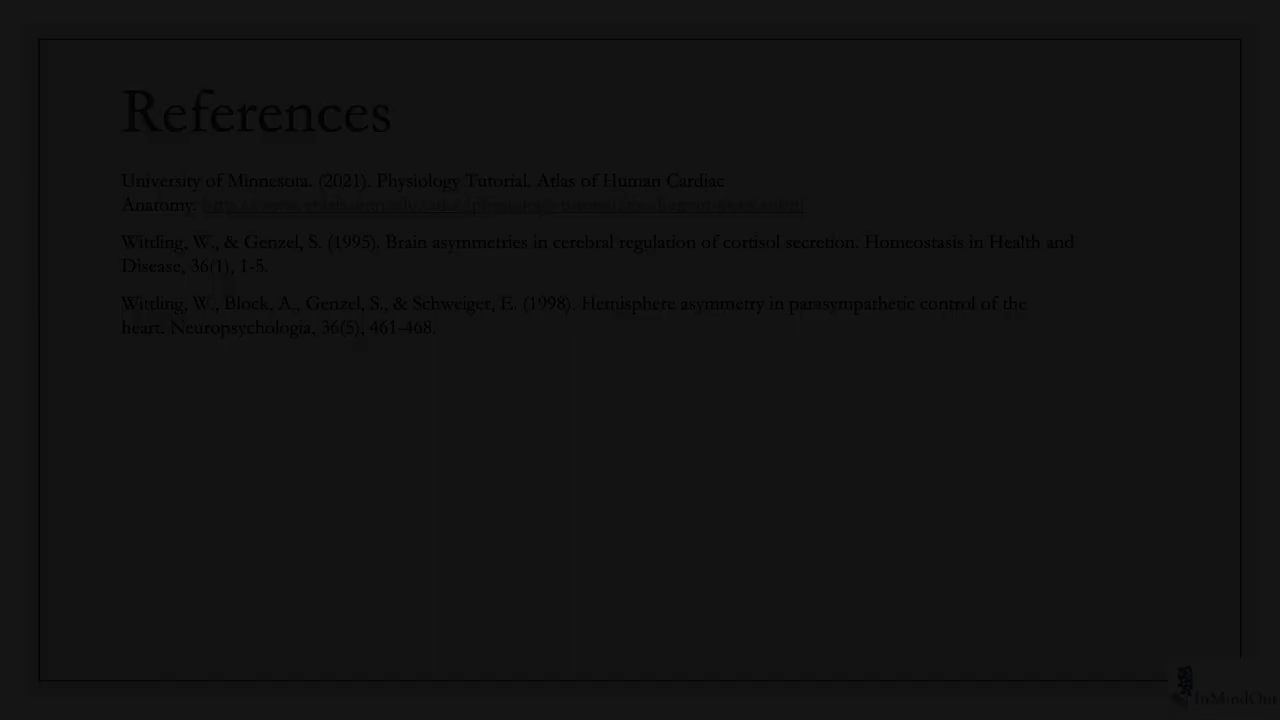 References
University of Minnesota. (2021). Physiology Tutorial. Atlas of Human Cardiac
Anatomy.
Wittling, W., & Genzel, S. (1995). Brain asymmetries in cerebral regulation of cortisol secretion. Homeostasis in Health and
Disease, 36(1), 1-5.
Wittling, W., Block, A., Genzel, S., & Schweiger, E. (1998). Hemisphere asymmetry in parasympathetic control of the
heart. Neuropsychologia, 36(5), 461-468.
InMindOut